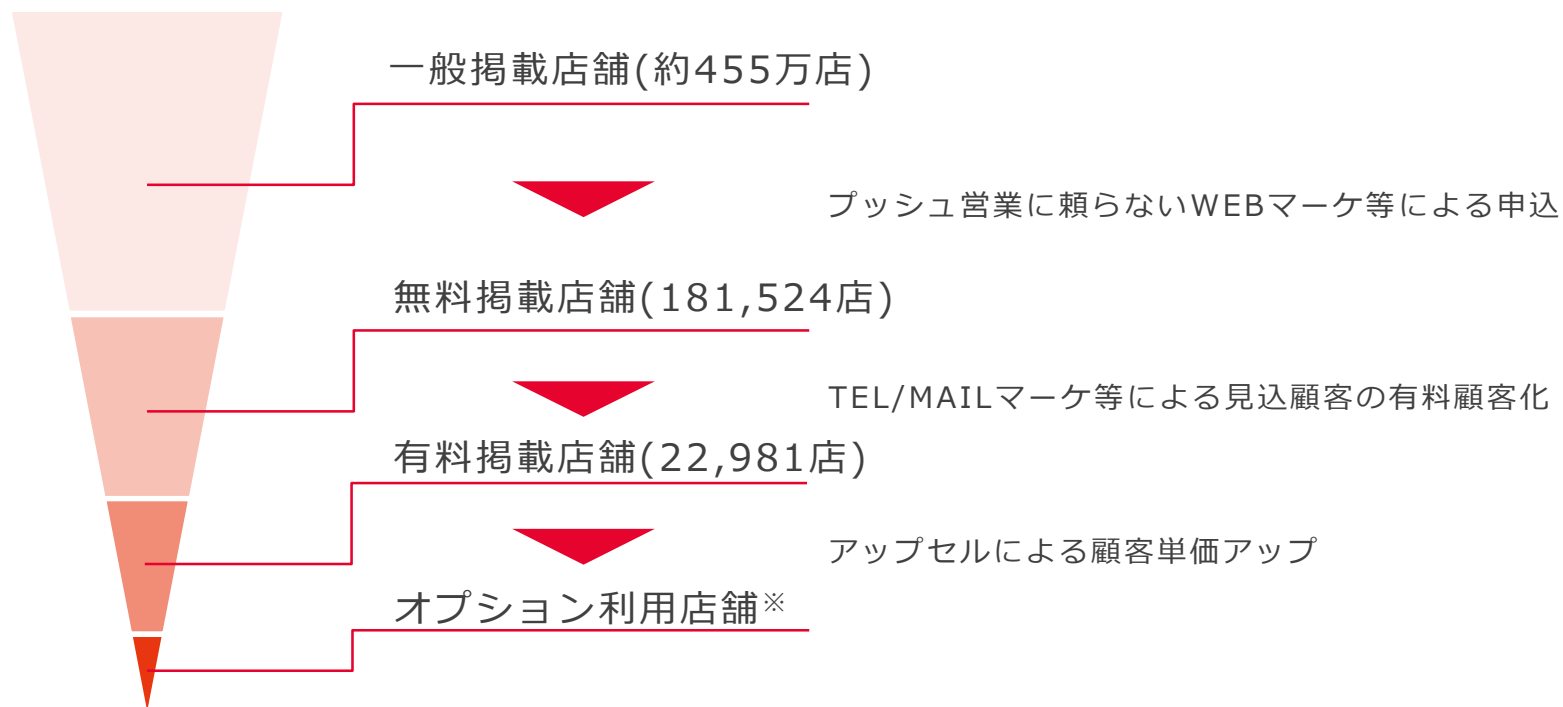 一般掲載店舗(約455万店)
プッシュ営業に頼らないWEBマーケ等による申込
無料掲載店舗(181,524店)
TEL/MAILマーケ等による見込顧客の有料顧客化
有料掲載店舗(22,981店)
アップセルによる顧客単価アップ
オプション利用店舗※